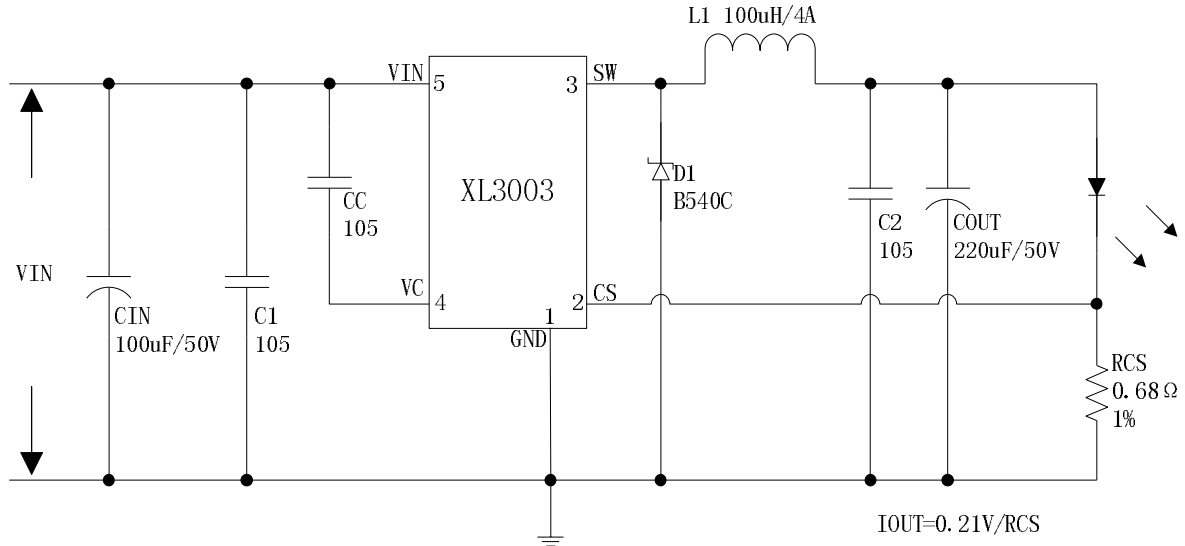 L1 100uH/4A
VIN
5
3
SW
XL3003
CC
105
D1
B540C
VIN
VC
4
2
CS
1
GND
CIN
100uF/50V
C1
105
C2
105
COUT
220uF/50V
RCS
0.68Ω
1%
IOUT=0.21V/RCS